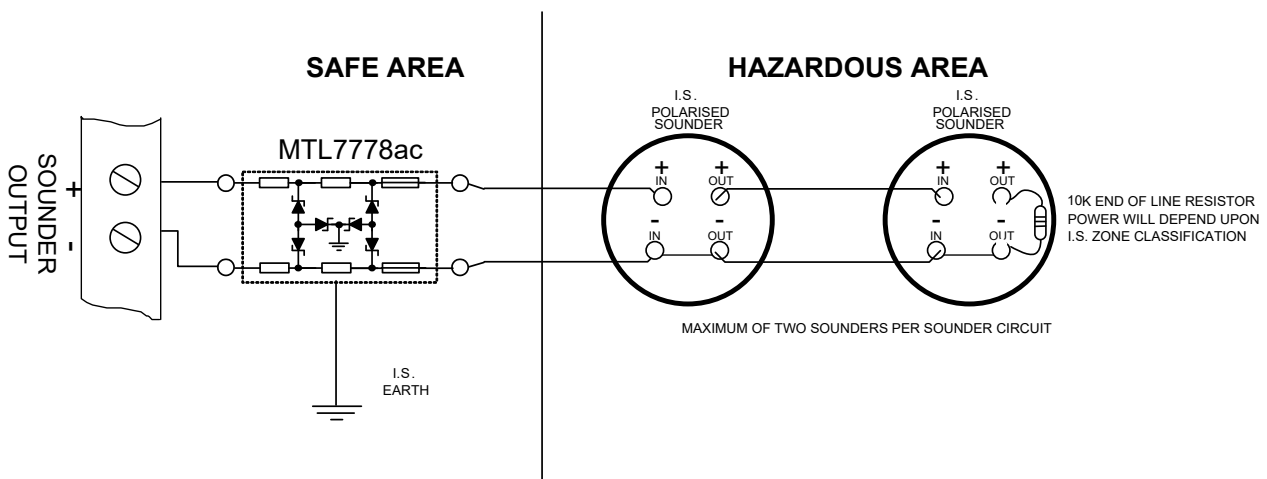 SAFE AREA
HAZARDOUS AREA
I.S.
POLARISED
SOUNDER
I.S.
POLARISED
SOUNDER
MTL7778ac
SOUNDER
OUTPUT
+
-
+
+
IN
OUT
-
-
IN
OUT
+
+
IN
OUT
-
-
IN
OUT
10K END OF LINE RESISTOR
POWER WILL DEPEND UPON
I.S. ZONE CLASSIFICATION
MAXIMUM OF TWO SOUNDERS PER SOUNDER CIRCUIT
I.S.
EARTH